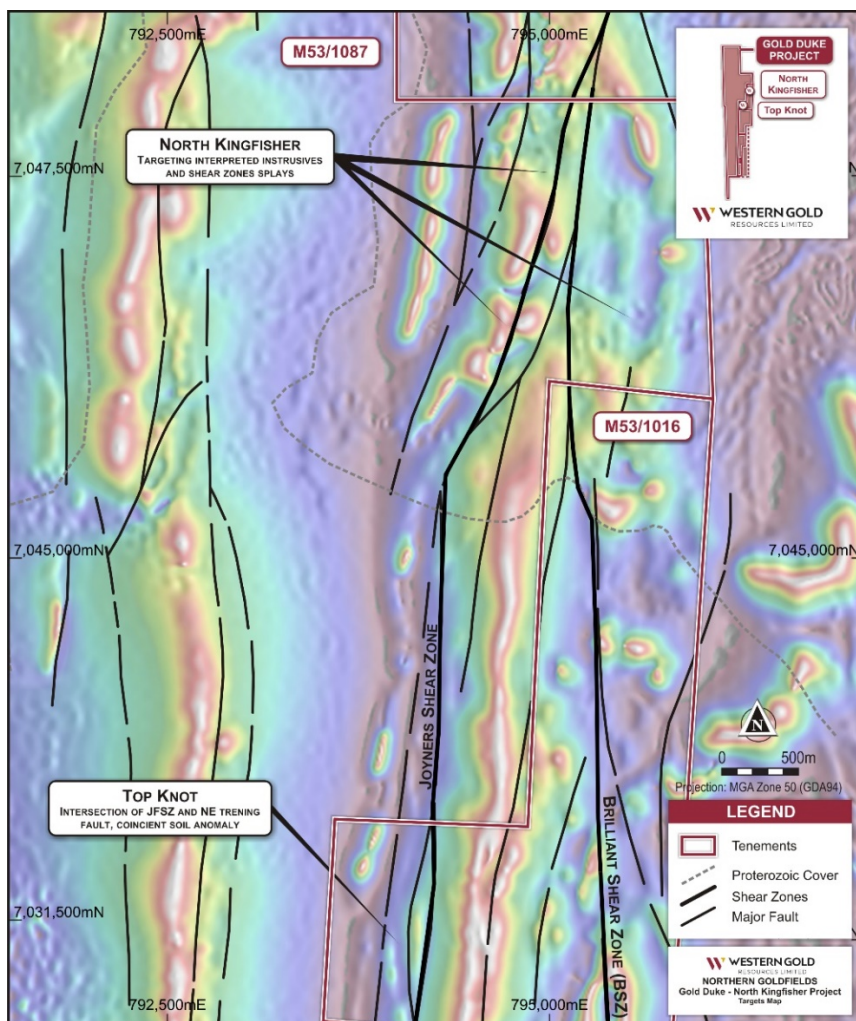 792,500mE
795,000mE
M53/1087
GOLD DUKE
PROJECT
NORTH
KINGFISHER
TOP KNOT
WESTERN GOLD
RESOURCES LIMITED
NORTH KINGFISHER
TARGETING INTERPRETED INSTRUSIVES
AND SHEAR ZONES SPLAYS
7,047,500mN
M53/1016
7,045,000mN
7,045,000mN
JOYNERS SHEAR ZONE
N
0 500m
Projection: MGA Zone 50 (GDA94)
TOP KNOT
INTERSECTION OF JFSZ AND NE TRENING
FAULT, COINCIENT SOIL ANOMALY
BRILLIANT SHEAR ZONE (BSZ)
LEGEND
Tenements
Proterozoic Cover
Shear Zones
Major Fault
7,031,500mN
WESTERN GOLD
RESOURCES LIMITED
NORTHERN GOLDFIELDS
Gold Duke - North Kingfisher Project
Targets Map
792,500mE
795,000mE